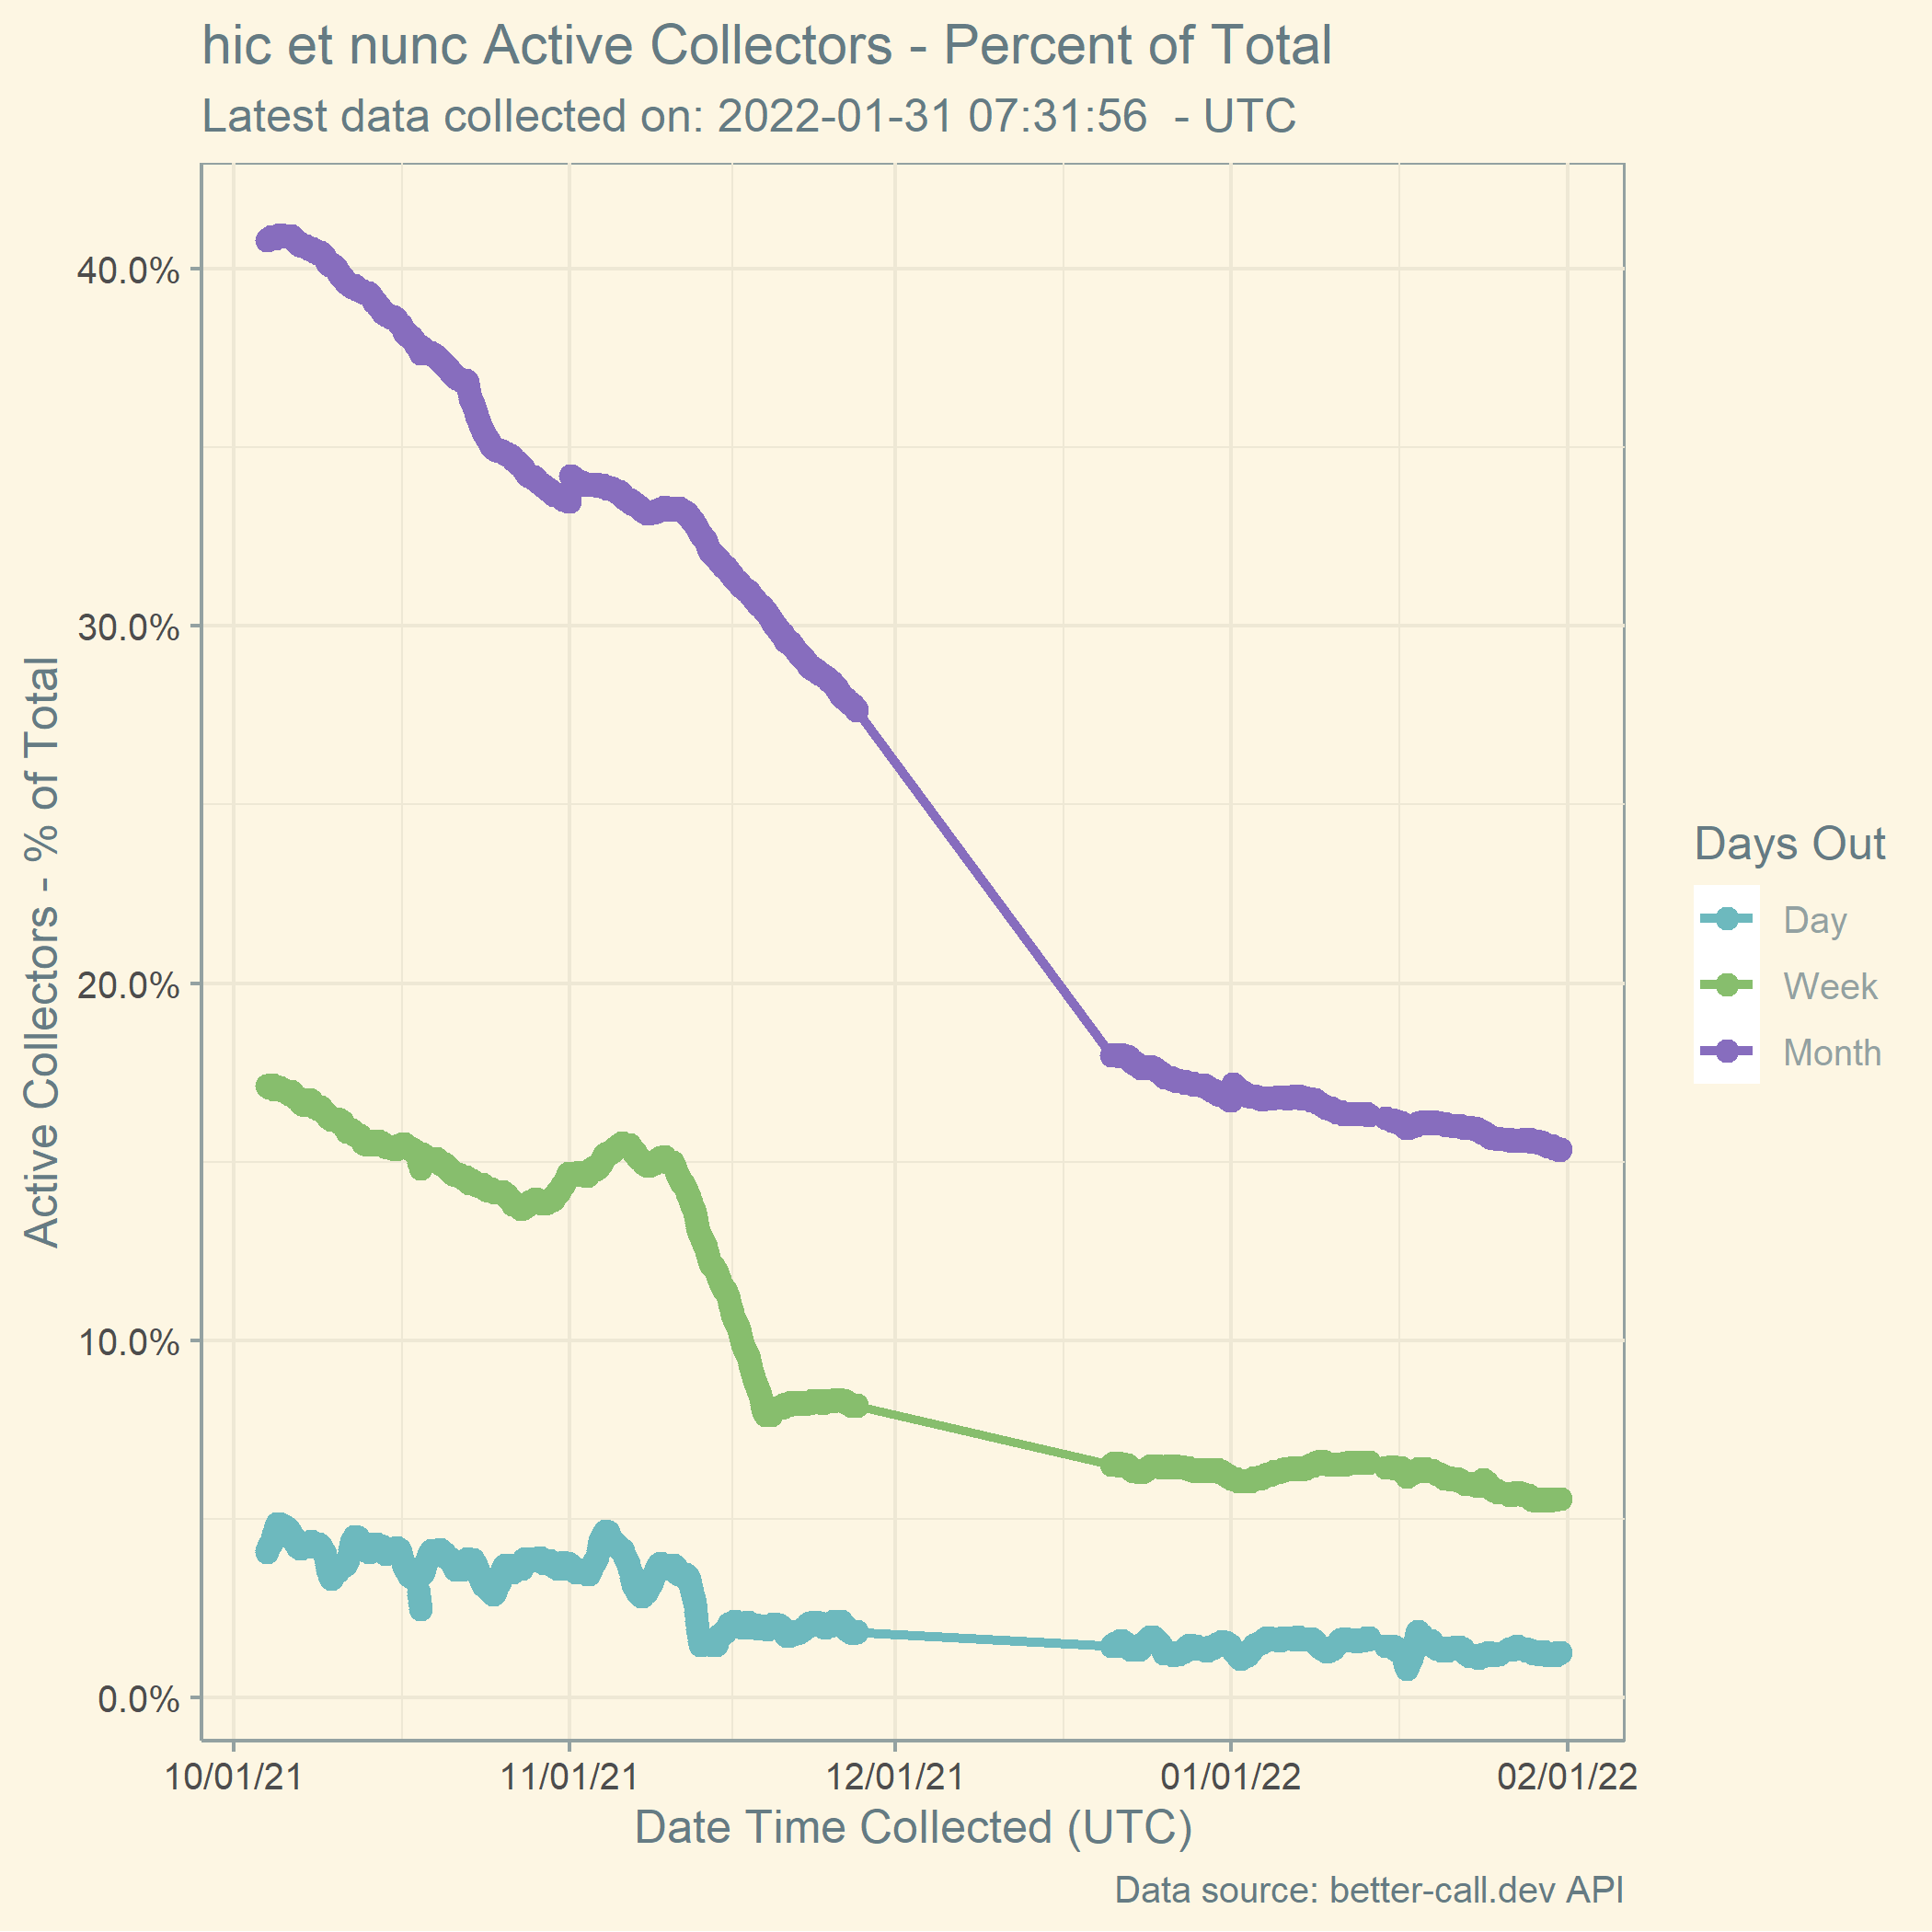 hic et nunc Active Collectors - Percent of Total
Latest data collected on: 2022-01-31 07:31:56  - UTC
Active Collectors - % of Total
40.0%
30.0%
20.0%
10.0%
0.0%
10/01/21
11/01/21
12/01/21
01/01/22
02/01/22
Date Time Collected (UTC)
Days Out
Day
Week
Month
Data source: better-call.dev API